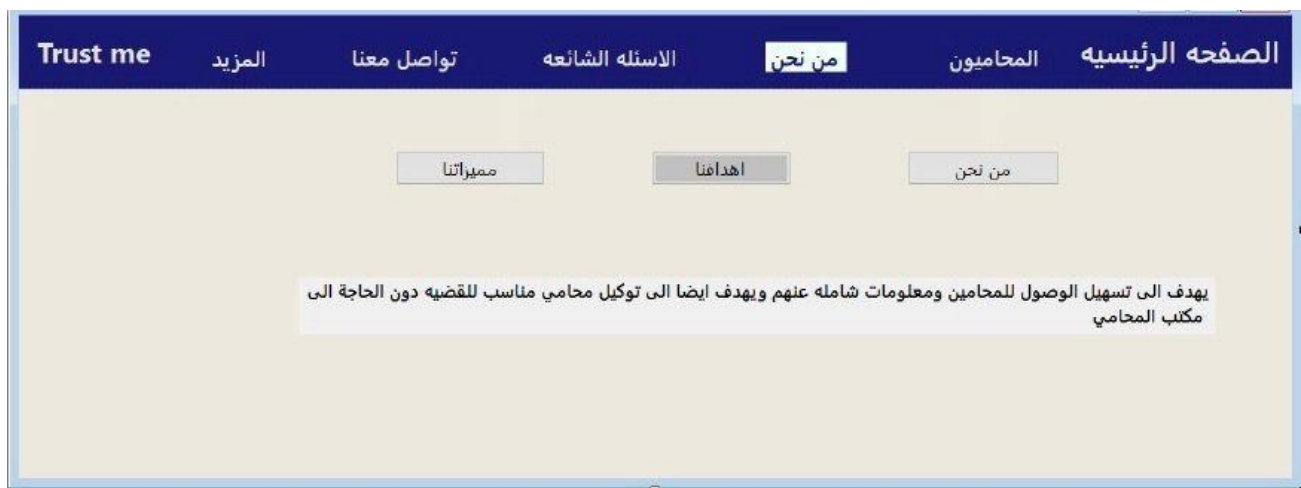 الصفحه الرئيسيه
المحاميون
من نحن
الاسئله الشائعه
تواصل معنا
المزيد
Trust me
من نحن
اهدافنا
مميزاتنا
يهدف الى تسهيل الوصول للمحامين ومعلومات شامله عنهم ويهدف ايضا الى توكيل محامي مناسب للقضيه دون الحاجة الى
مكتب المحامي